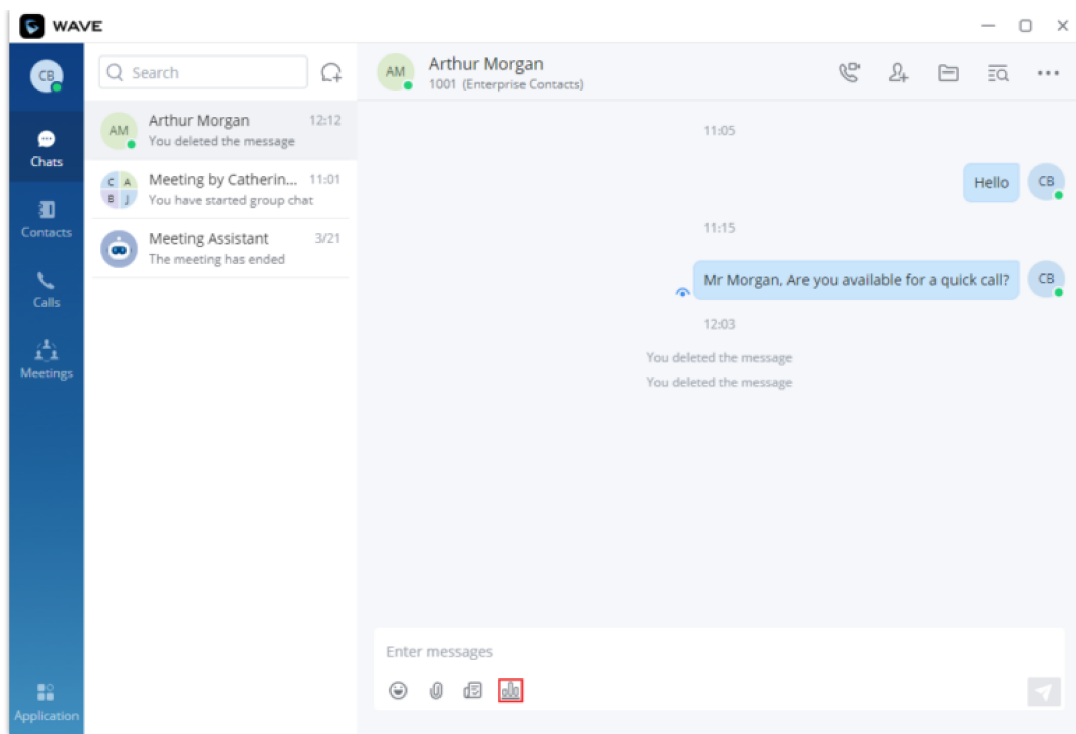 WAVE
CB
Chats
Contacts
Calls
Meetings
Application
Search
AM
Arthur Morgan
12:12
You deleted the message
C A
B J
Meeting by Catherin...
11:01
You have started group chat
Meeting Assistant
3/21
The meeting has ended
AM
Arthur Morgan
1001 (Enterprise Contacts)
11:05
Hello
CB
11:15
Mr Morgan, Are you available for a quick call?
CB
12:03
You deleted the message
You deleted the message
Enter messages